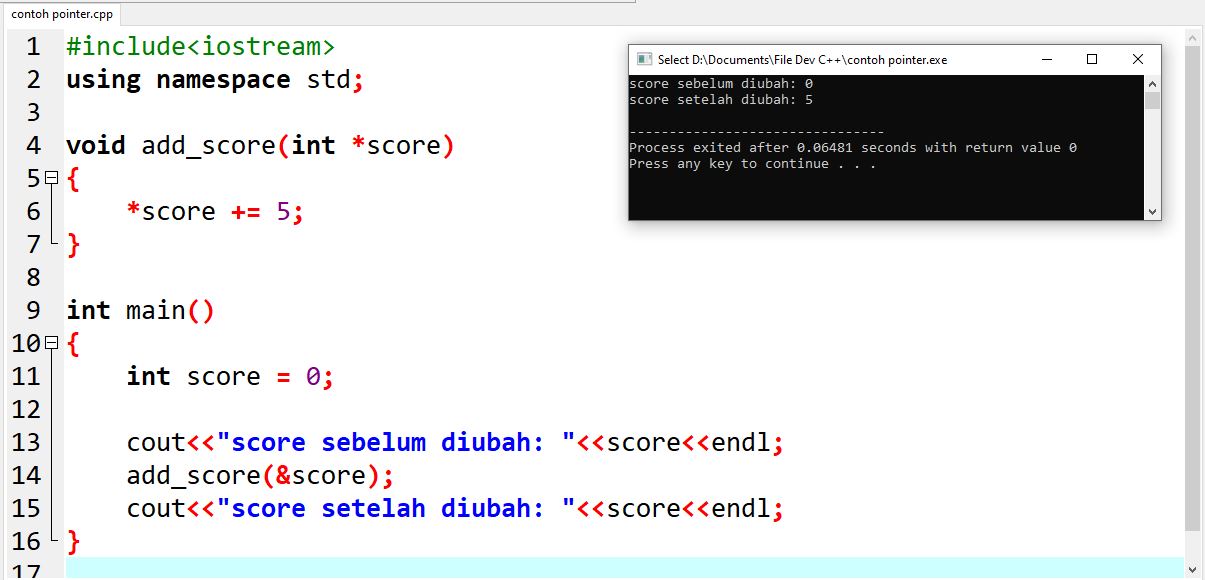 contoh pointer.cpp
1 #include<iostream>
2 using namespace std;
3
4 void add_score(int *score)
5 {
6 *score += 5;
7 }
8
9 int main()
10 {
11 int score = 0;
12
13 cout<<"score sebelum diubah: "<<score<<endl;
14 add_score(&score);
15 cout<<"score setelah diubah: "<<score<<endl;
16 }
17
Select D:\Documents\File Dev C++\contoh pointer.exe
score sebelum diubah: 0
score setelah diubah: 5
--------------------------------
Process exited after 0.06481 seconds with return value 0
Press any key to continue . . .